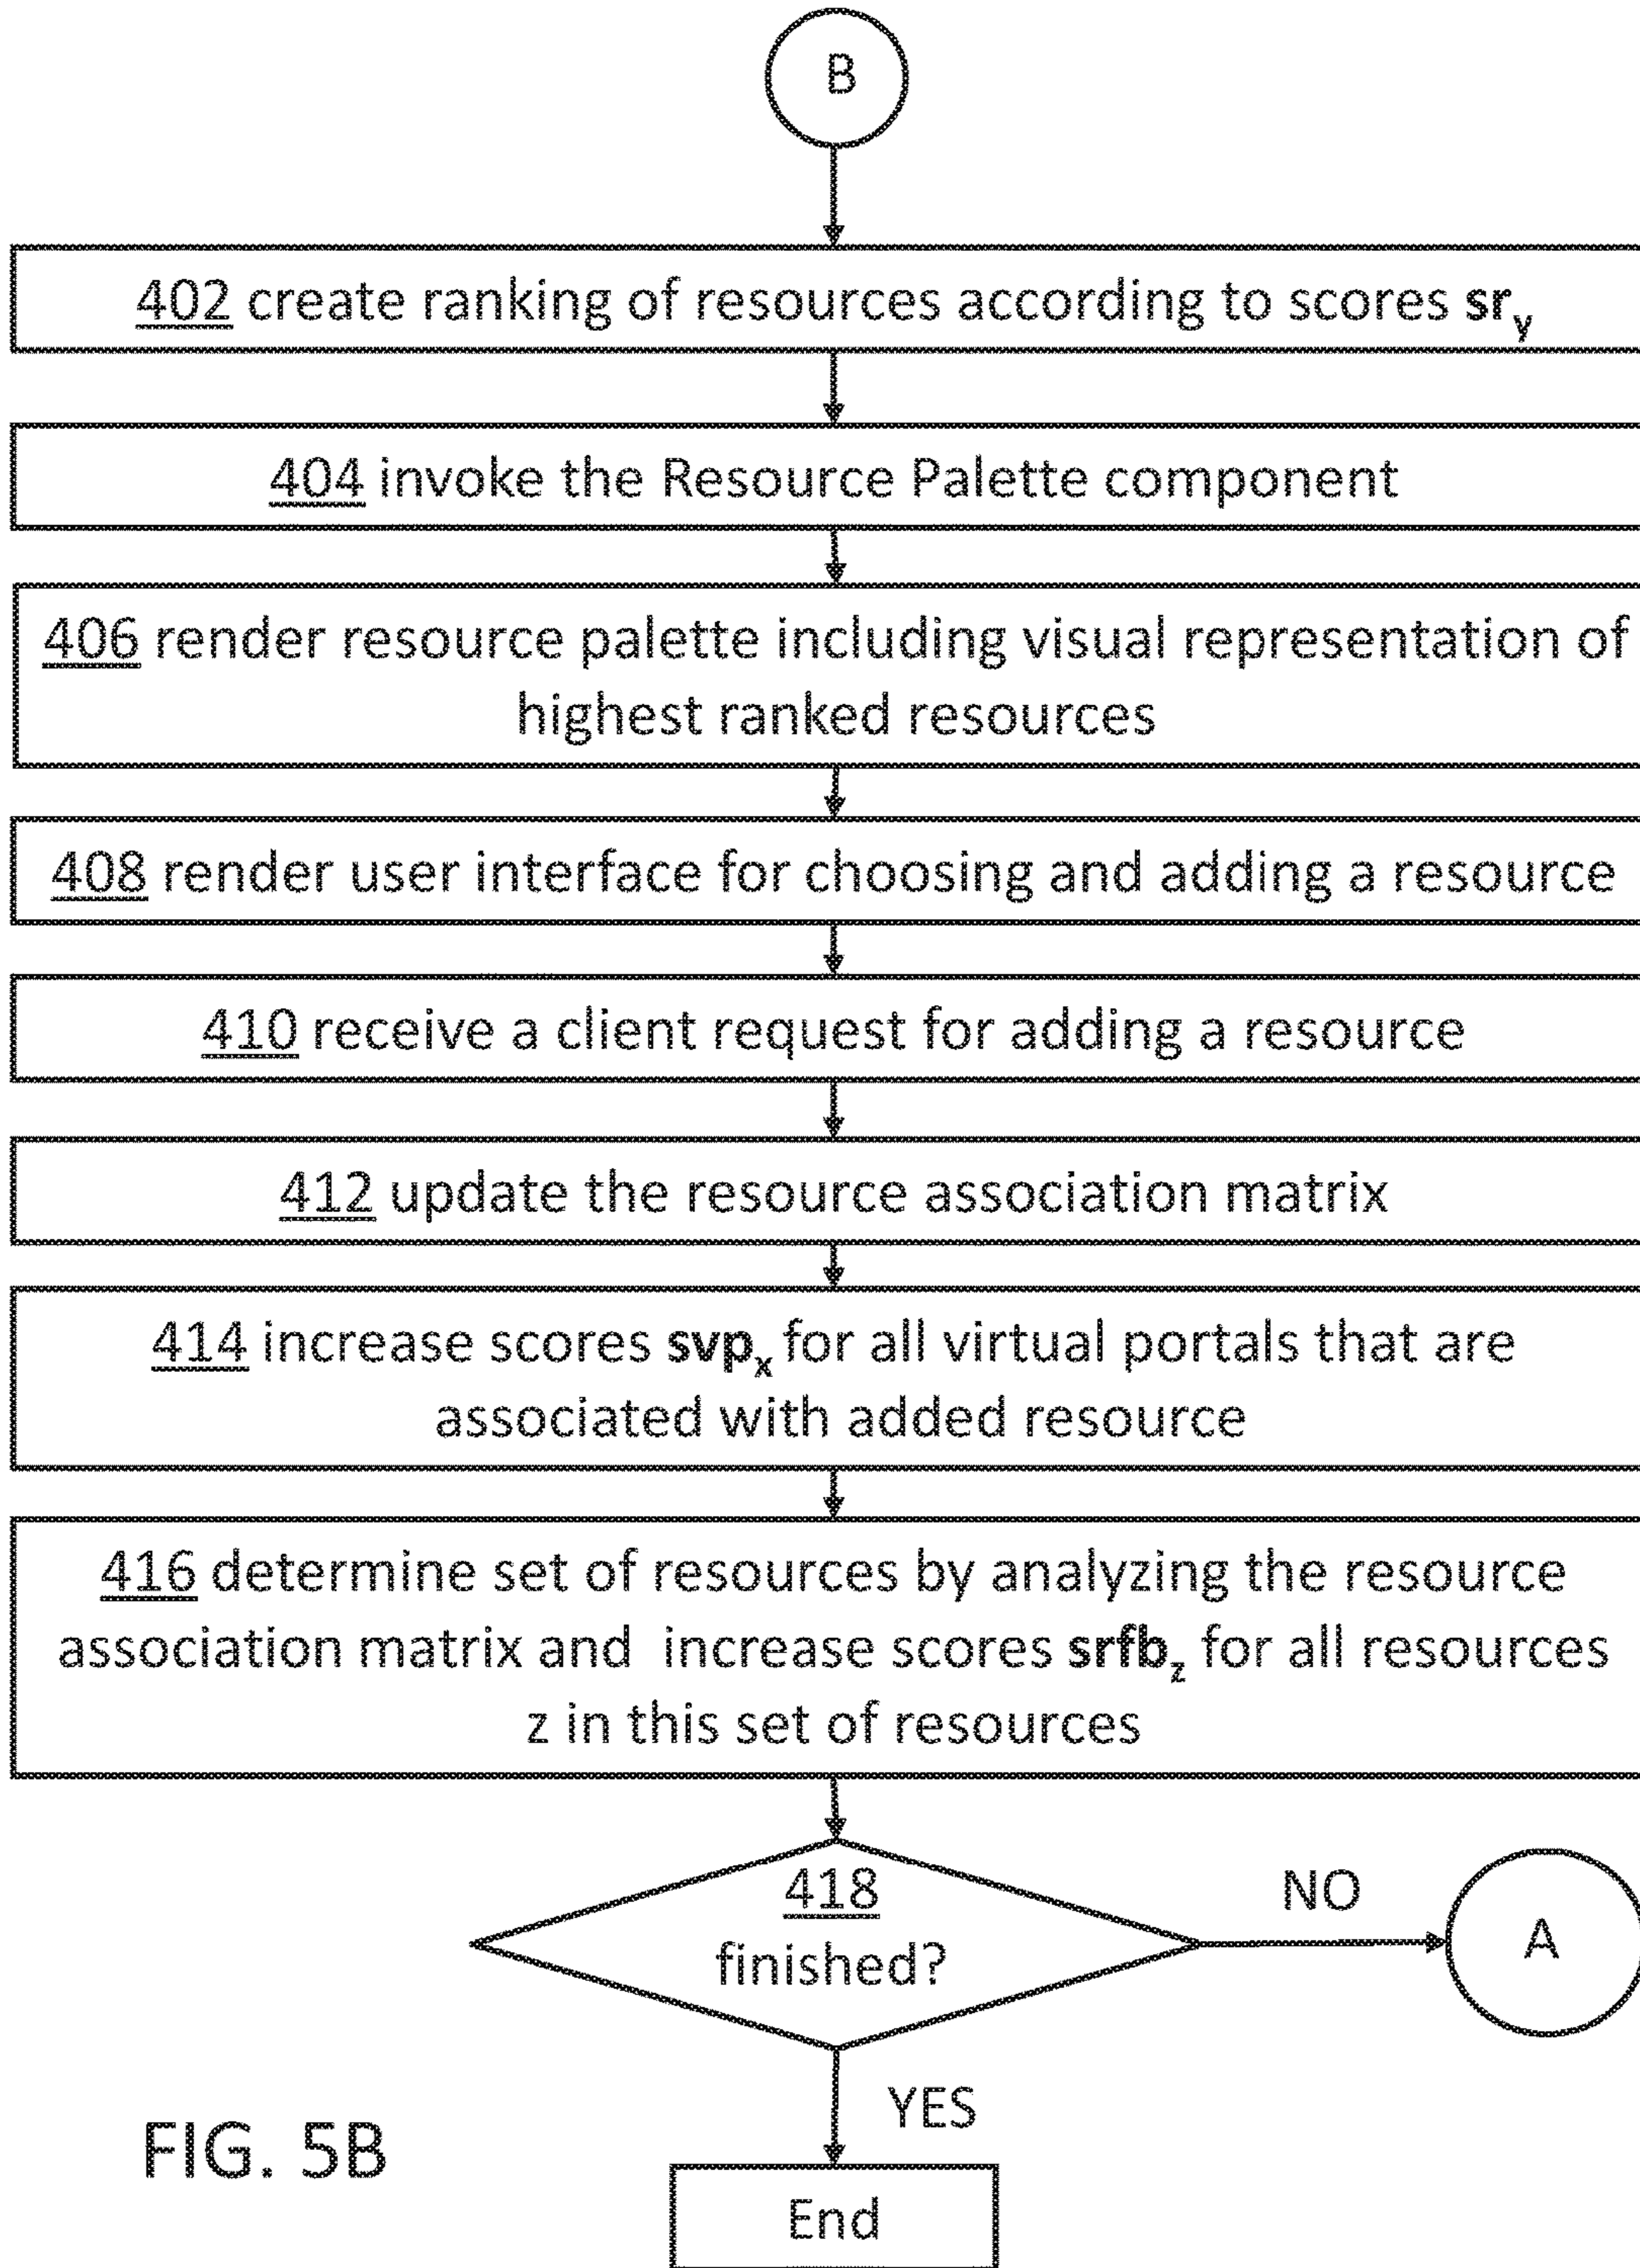 B
402 create ranking of resources according to scores sr_y
404 invoke the Resource Palette component
406 render resource palette including visual representation of
highest ranked resources
408 render user interface for choosing and adding a resource
410 receive a client request for adding a resource
412 update the resource association matrix
414 increase scores svp_x for all virtual portals that are
associated with added resource
416 determine set of resources by analyzing the resource
association matrix and increase scores srfb_z for all resources
z in this set of resources
418
finished?
NO
A
YES
End
FIG. 5B